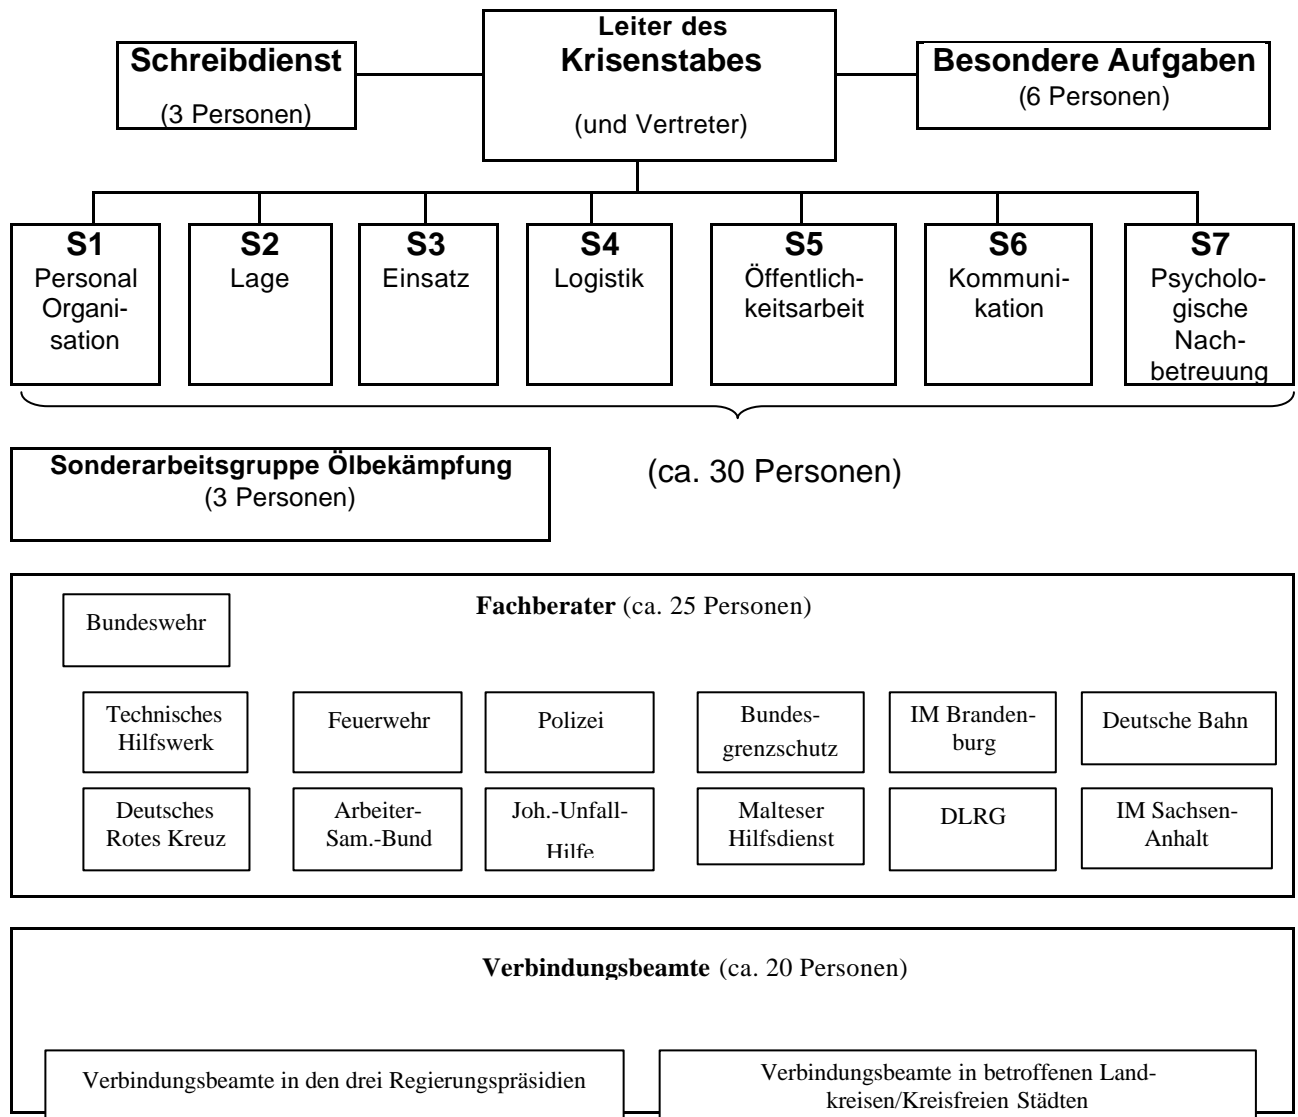 Leiter des
Krisenstabes
(und Vertreter)
Schreibdienst
(3 Personen)
Besondere Aufgaben
(6 Personen)
S1
Personal
Organi-
sation
S2
Lage
S3
Einsatz
S4
Logistik
S5
Öffentlich-
keitsarbeit
S6
Kommuni-
kation
S7
Psycholo-
gische
Nach-
betreuung
Sonderarbeitsgruppe Ölbekämpfung
(3 Personen)
(ca. 30 Personen)
Fachberater (ca. 25 Personen)
Bundeswehr
Technisches
Hilfswerk
Feuerwehr
Polizei
Bundes-
grenzschutz
IM Branden-
burg
Deutsche Bahn
Deutsches
Rotes Kreuz
Arbeiter-
Sam.-Bund
Joh.-Unfall-
Hilfe
Malteser
Hilfsdienst
DLRG
IM Sachsen-
Anhalt
Verbindungsbeamte (ca. 20 Personen)
Verbindungsbeamte in den drei Regierungspräsidien
Verbindungsbeamte in betroffenen Land-
kreisen/Kreisfreien Städten